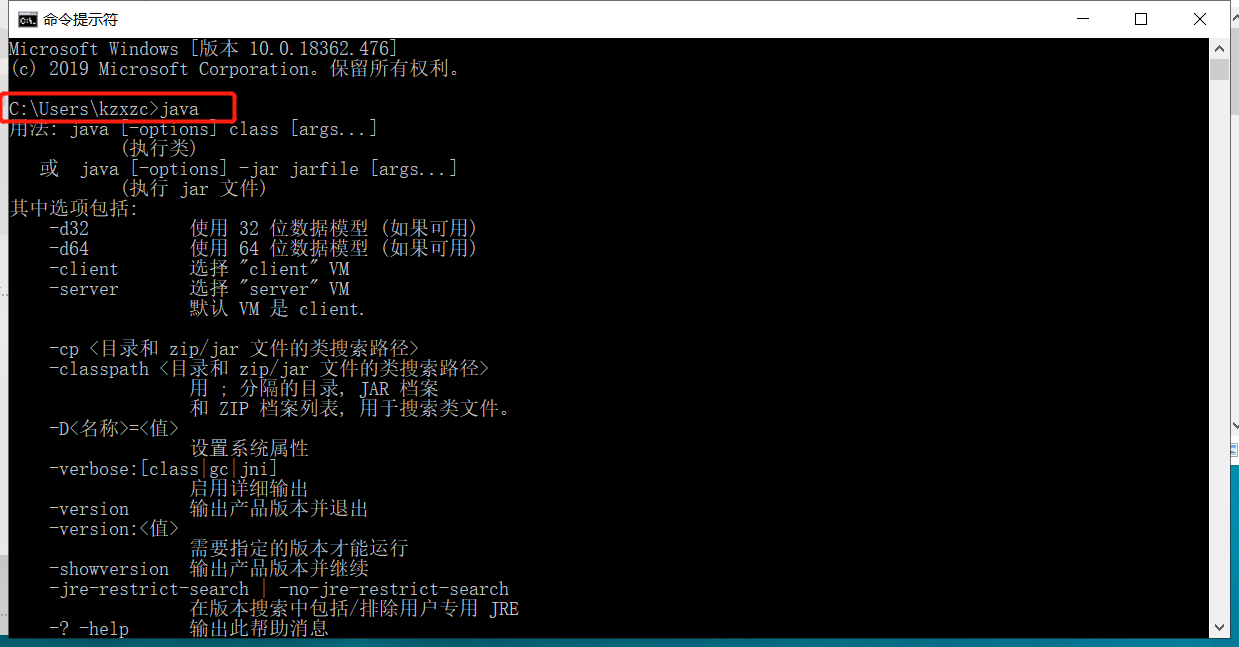 命令提示符
Microsoft Windows [版本 10.0.18362.476]
(c) 2019 Microsoft Corporation。保留所有权利。
C:\Users\kzxzc>java
用法: java [-options] class [args...]
(执行类)
或  java [-options] -jar jarfile [args...]
(执行 jar 文件)
其中选项包括:
-d32 使用 32 位数据模型 (如果可用)
-d64 使用 64 位数据模型 (如果可用)
-client 选择 "client" VM
-server 选择 "server" VM
默认 VM 是 client.
-cp <目录和 zip/jar 文件的类搜索路径>
-classpath <目录和 zip/jar 文件的类搜索路径>
用 ; 分隔的目录, JAR 档案
和 ZIP 档案列表, 用于搜索类文件。
-D<名称>=<值>
设置系统属性
-verbose:[class|gc|jni]
启用详细输出
-version 输出产品版本并退出
-version:<值>
需要指定的版本才能运行
-showversion 输出产品版本并继续
-jre-restrict-search | -no-jre-restrict-search
在版本搜索中包括/排除用户专用 JRE
-? -help 输出此帮助消息